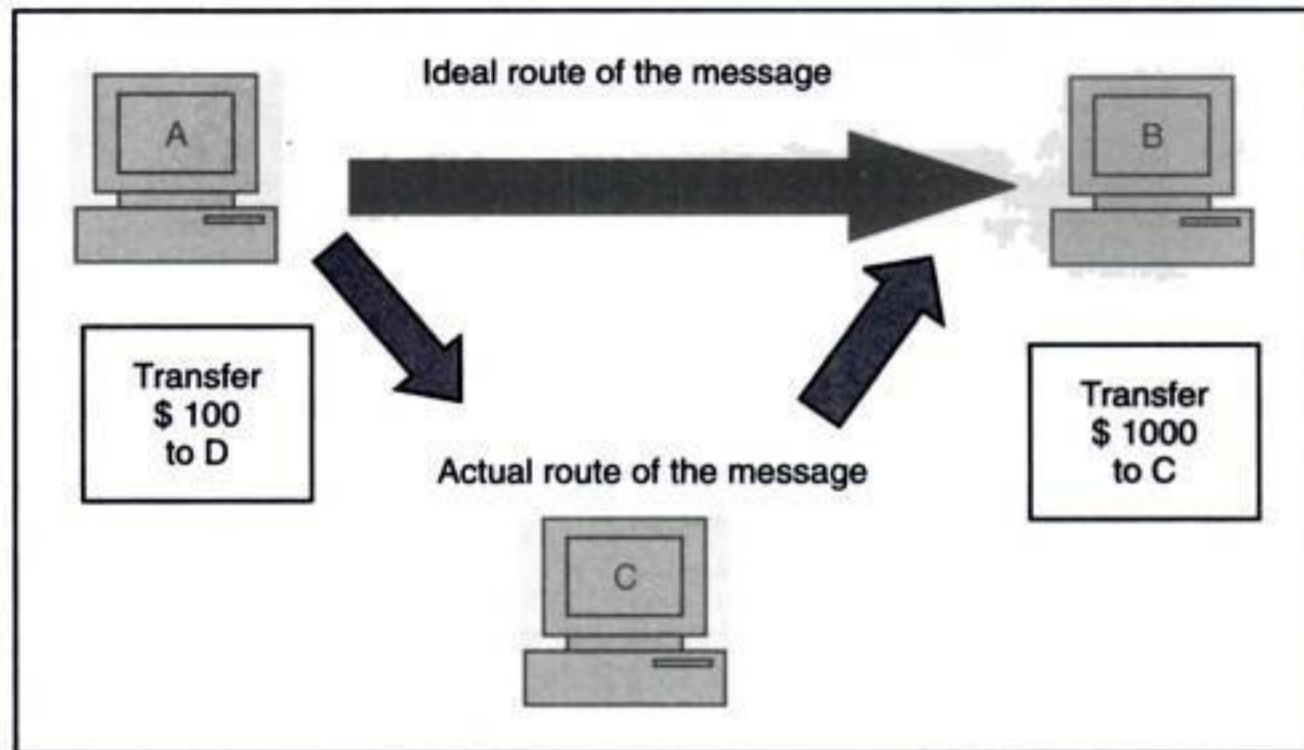 Ideal route of the message
A
B
Transfer
$ 100
to D
Transfer
$ 1000
to C
Actual route of the message
C